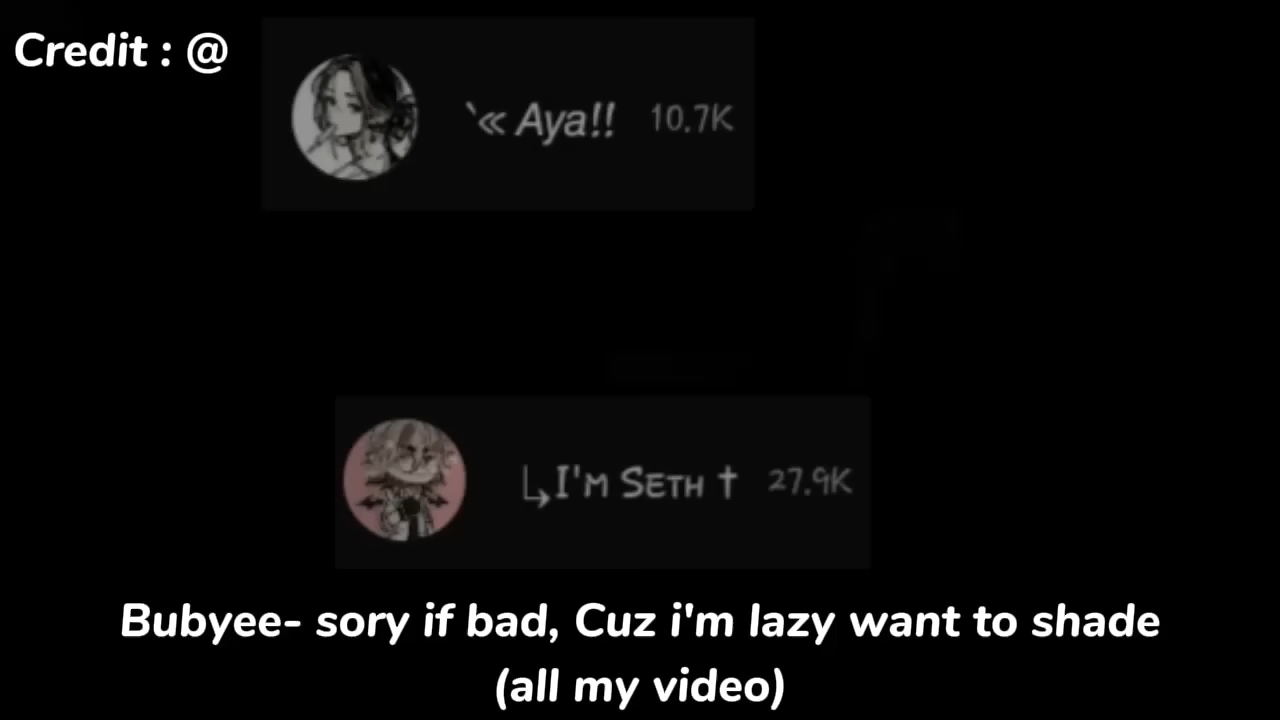 Credit : @
`≪ Aya!! 10.7K
↳I'm Seth † 27.9K
Bubyee- sory if bad, Cuz i'm lazy want to shade
(all my video)